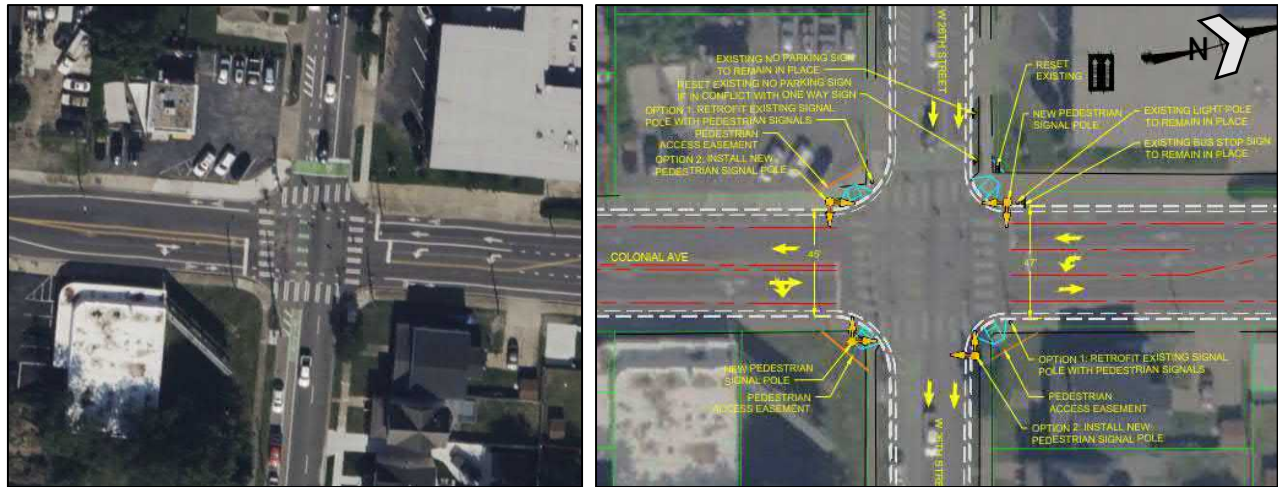 W 26TH STREET
N
EXISTING NO PARKING SIGN
TO REMAIN IN PLACE
RESET EXISTING NO PARKING SIGN
IF IN CONFLICT WITH ONE WAY SIGN
OPTION 1: RETROFIT EXISTING SIGNAL
POLE WITH PEDESTRIAN SIGNALS
PEDESTRIAN
ACCESS EASEMENT
OPTION 2: INSTALL NEW
PEDESTRIAN SIGNAL POLE
RESET
EXISTING
NEW PEDESTRIAN
SIGNAL POLE
EXISTING LIGHT POLE
TO REMAIN IN PLACE
EXISTING BUS STOP SIGN
TO REMAIN IN PLACE
COLONIAL AVE
45'
47'
NEW PEDESTRIAN
SIGNAL POLE
PEDESTRIAN
ACCESS EASEMENT
OPTION 1: RETROFIT EXISTING SIGNAL
POLE WITH PEDESTRIAN SIGNALS
PEDESTRIAN
ACCESS EASEMENT
OPTION 2: INSTALL NEW
PEDESTRIAN SIGNAL POLE